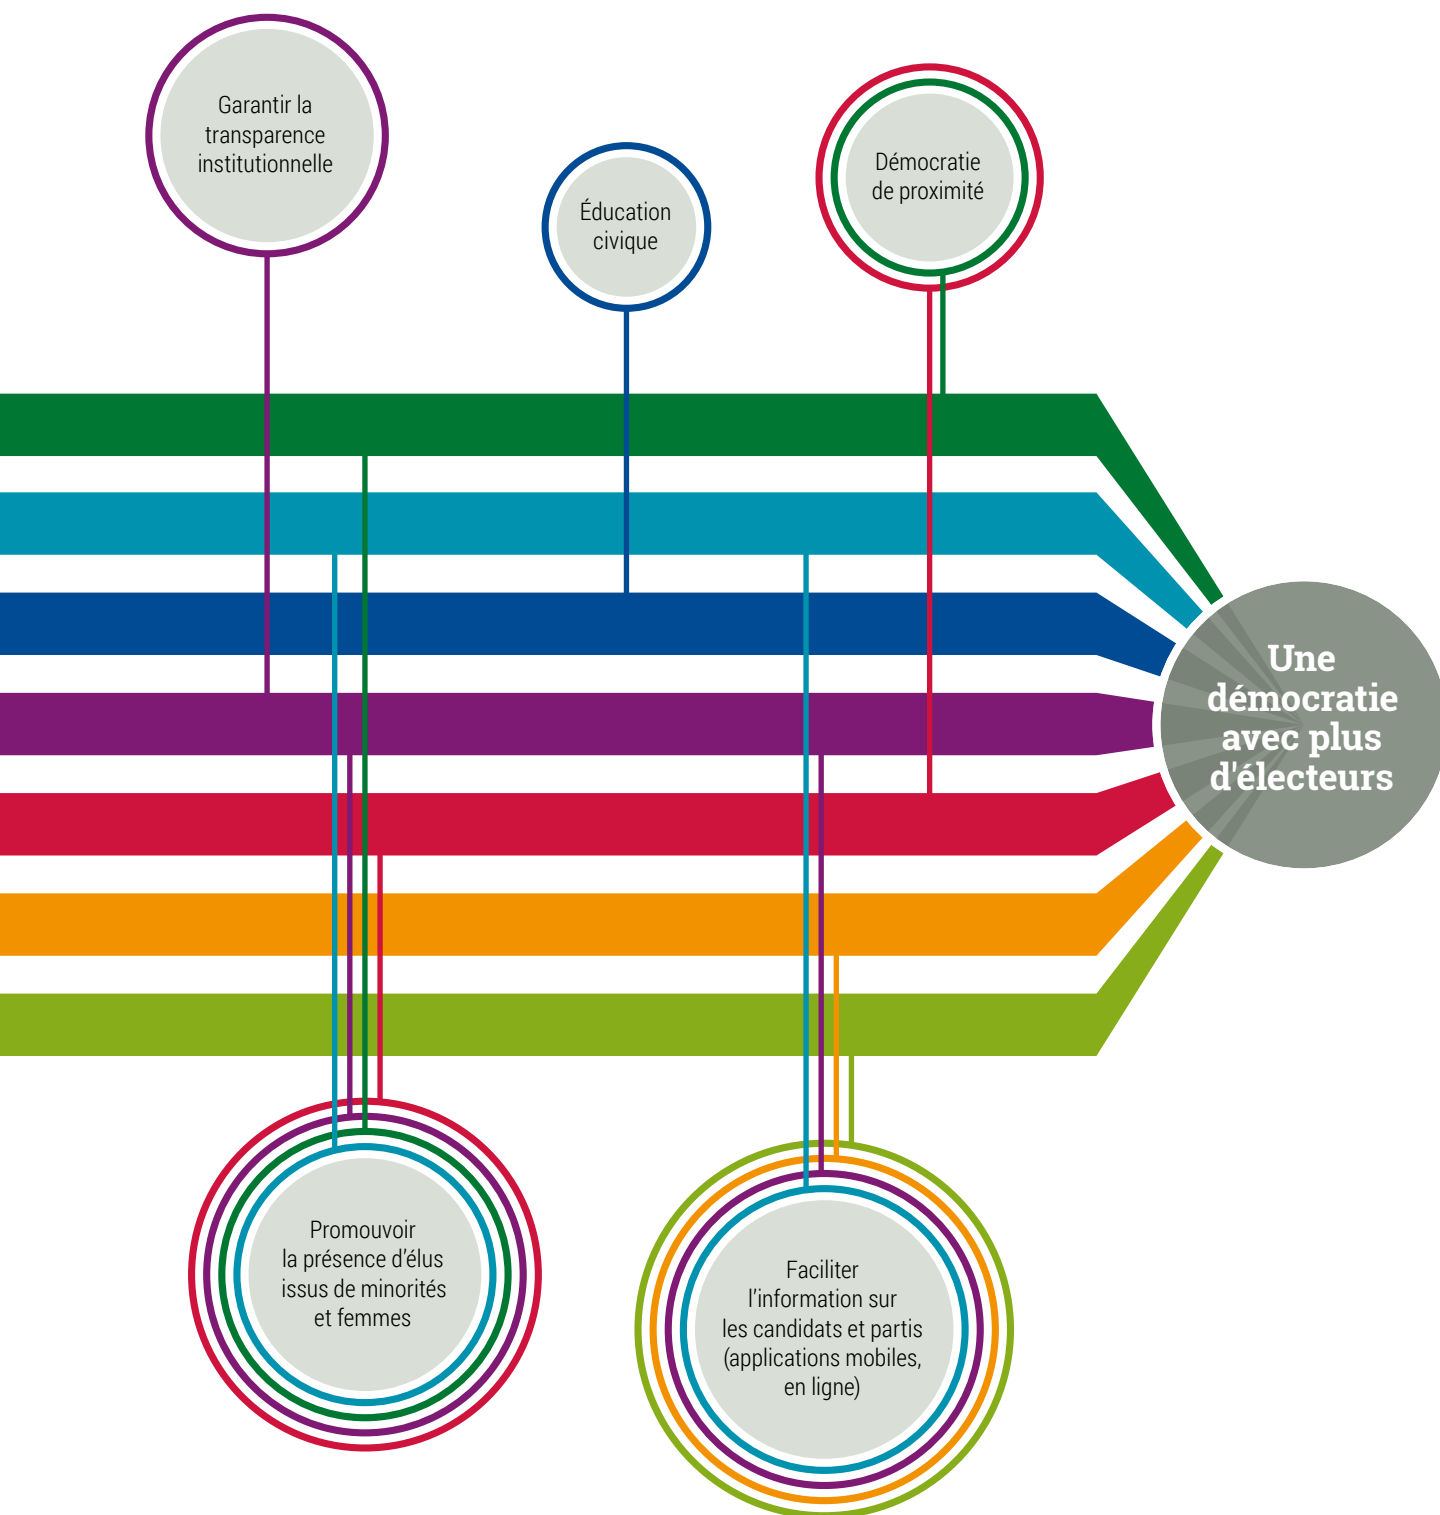 Garantir la
transparence
institutionnelle
Éducation
civique
Démocratie
de proximité
Une
démocratie
avec plus
d'électeurs
Promouvoir
la présence d’élus
issus de minorités
et femmes
Faciliter
l’information sur
les candidats et partis
(applications mobiles,
en ligne)